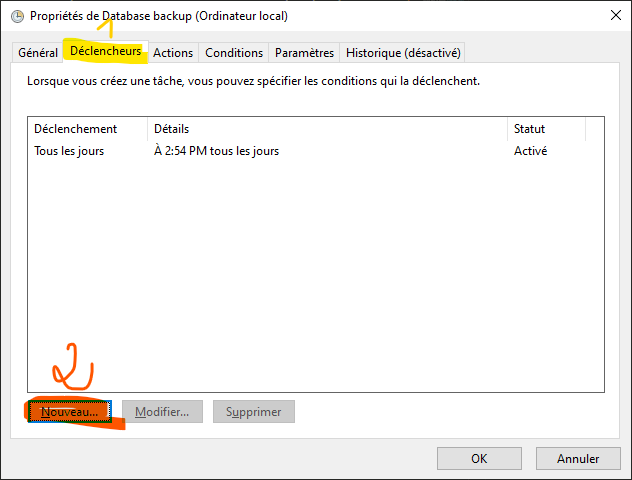 Propriétés de Database backup (Ordinateur local)
1
Général Déclencheurs Actions Conditions Paramètres Historique (désactivé)
Lorsque vous créez une tâche, vous pouvez spécifier les conditions qui la déclenchent.
Déclenchement Détails Statut
Tous les jours À 2:54 PM tous les jours Activé
2
Nouveau... Modifier... Supprimer
OK Annuler